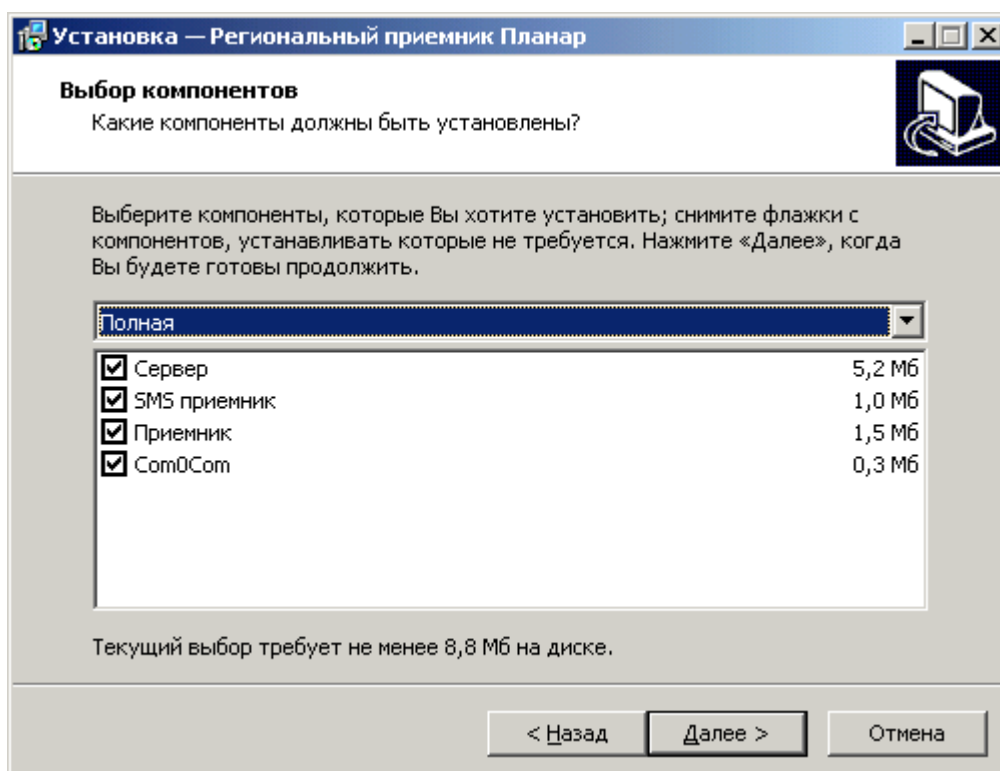 Установка — Региональный приемник Планар
Выбор компонентов
Какие компоненты должны быть установлены?
Выберите компоненты, которые Вы хотите установить; снимите флажки с
компонентов, устанавливать которые не требуется. Нажмите «Далее», когда
Вы будете готовы продолжить.
Полная
Сервер 5,2 Мб
SMS приемник 1,0 Мб
Приемник 1,5 Мб
Com0Com 0,3 Мб
Текущий выбор требует не менее 8,8 Мб на диске.
< Назад Далее > Отмена